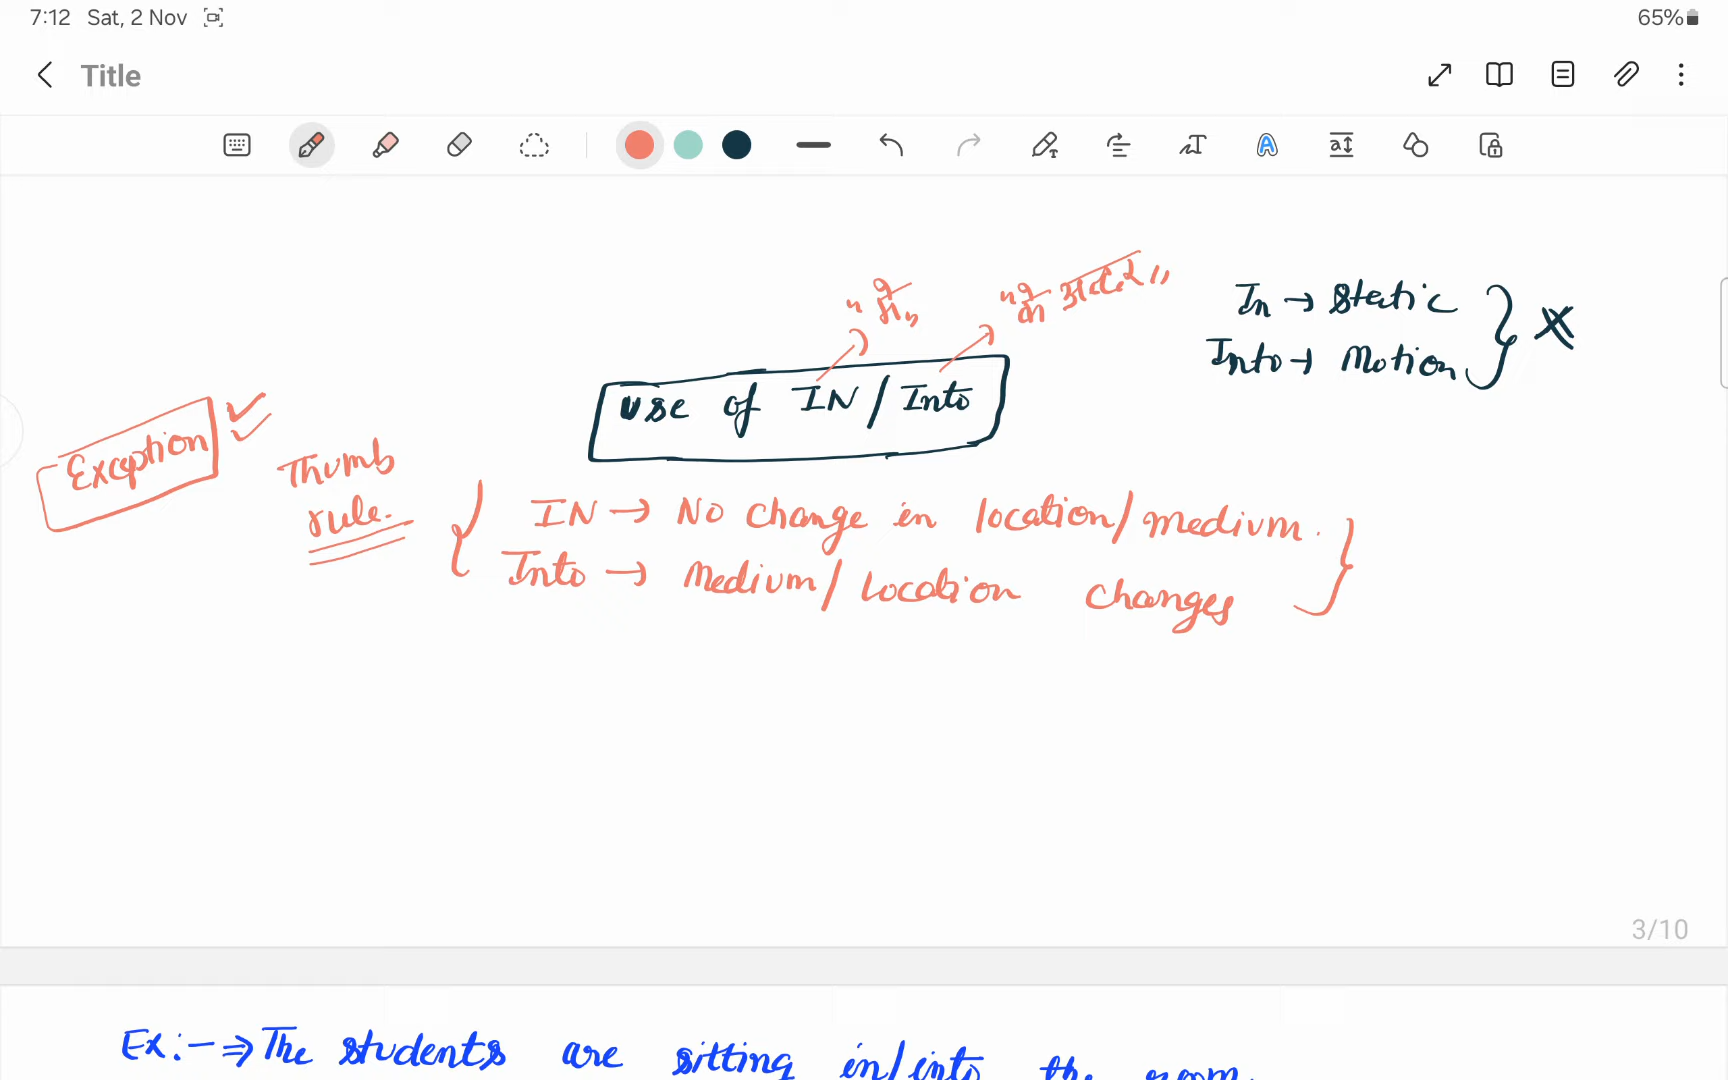 7:12 Sat, 2 Nov
65%
Title
In → Static
Into → Motion
" में "
" के अन्दर "
use of IN/Into
Exception
Thumb
rule.
IN → No change in location/medium.
Into → Medium/Location changes
3/10
Ex:- ⇒ The students are sitting in/into the room.